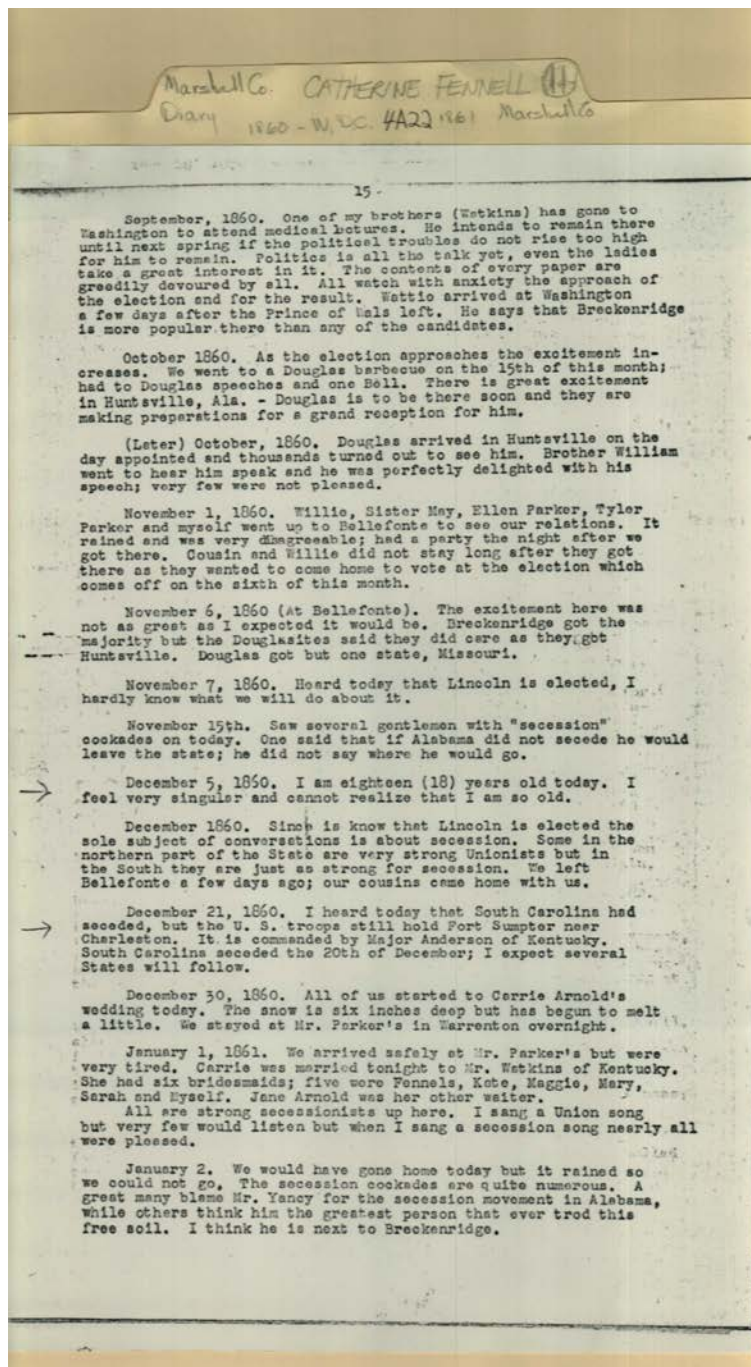 Marshall Co. CATHERINE FENNELL 11
Diary 1860 - W, D.C. 4A22 1861 Marshall Co
15 -
September, 1860. One of my brothers (Watkins) has gone to
Washington to attend medical lctures. He intends to remain there
until next spring if the political troubles do not rise too high
for him to remain. Politics is all the talk yet, even the ladies
take a great interest in it. The contents of every paper are
greedily devoured by all. All watch with anxiety the approach of
the election and for the result. Wattie arrived at Washington
a few days after the Prince of Wals left. He says that Breckenridge
is more popular there than any of the candidates.
October 1860. As the election approaches the excitement in-
creases. We went to a Douglas barbecue on the 15th of this month;
had to Douglas speeches and one Bell. There is great excitement
in Huntsville, Ala. - Douglas is to be there soon and they are
making preparations for a grand reception for him.
(Later) October, 1860. Douglas arrived in Huntsville on the
day appointed and thousands turned out to see him. Brother William
went to hear him speak and he was perfectly delighted with his
speech; very few were not pleased.
November 1, 1860. Willie, Sister May, Ellen Parker, Tyler
Parker and myself went up to Bellefonte to see our relations. It
rained and was very disagreeable; had a party the night after we
got there. Cousin and Willie did not stay long after they got
there as they wanted to come home to vote at the election which
comes off on the sixth of this month.
November 6, 1860 (At Bellefonte). The excitement here was
not as great as I expected it would be. Breckenridge got the
majority but the Douglasites said they did care as they got
Huntsville. Douglas got but one state, Missouri.
November 7, 1860. Heard today that Lincoln is elected, I
hardly know what we will do about it.
November 15th. Saw several gentlemen with "secession"
cockades on today. One said that if Alabama did not secede he would
leave the state; he did not say where he would go.
December 5, 1860. I am eighteen (18) years old today. I
feel very singular and cannot realize that I am so old.
December 1860. Since is know that Lincoln is elected the
sole subject of conversations is about secession. Some in the
northern part of the State are very strong Unionists but in
the South they are just as strong for secession. We left
Bellefonte a few days ago; our cousins came home with us.
December 21, 1860. I heard today that South Carolina had
seceded, but the U. S. troops still hold Fort Sumpter near
Charleston. It is commanded by Major Anderson of Kentucky.
South Carolina seceded the 20th of December; I expect several
States will follow.
December 30, 1860. All of us started to Carrie Arnold's
wedding today. The snow is six inches deep but has begun to melt
a little. We stayed at Mr. Parker's in Warrenton overnight.
January 1, 1861. We arrived safely at Mr. Parker's but were
very tired. Carrie was married tonight to Mr. Watkins of Kentucky.
She had six bridesmaids; five were Fennels, Kate, Maggie, Mary,
Sarah and Myself. Jane Arnold was her other waiter.
All are strong secessionists up here. I sang a Union song
but very few would listen but when I sang a secession song nearly all
were pleased.
January 2. We would have gone home today but it rained so
we could not go. The secession cockades are quite numerous. A
great many blame Mr. Yancy for the secession movement in Alabama,
while others think him the greatest person that ever trod this
free soil. I think he is next to Breckenridge.